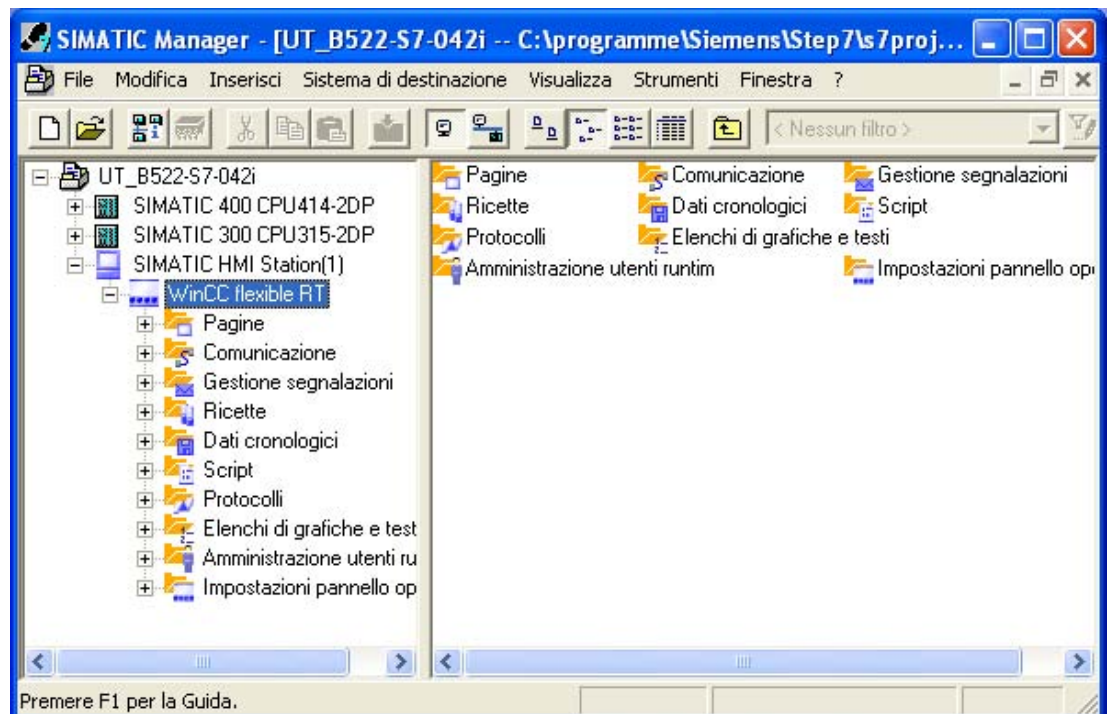 SIMATIC Manager - [UT_B522-S7-042i -- C:\programme\Siemens\Step7\s7proj...
File Modifica Inserisci Sistema di destinazione Visualizza Strumenti Finestra ?
< Nessun filtro >
UT_B522-S7-042i
SIMATIC 400 CPU414-2DP
SIMATIC 300 CPU315-2DP
SIMATIC HMI Station(1)
WinCC flexible RT
Pagine
Comunicazione
Gestione segnalazioni
Ricette
Dati cronologici
Script
Protocolli
Elenchi di grafiche e test
Amministrazione utenti ru
Impostazioni pannello op
Pagine Comunicazione Gestione segnalazioni
Ricette Dati cronologici Script
Protocolli Elenchi di grafiche e testi
Amministrazione utenti runtim Impostazioni pannello op
Premere F1 per la Guida.